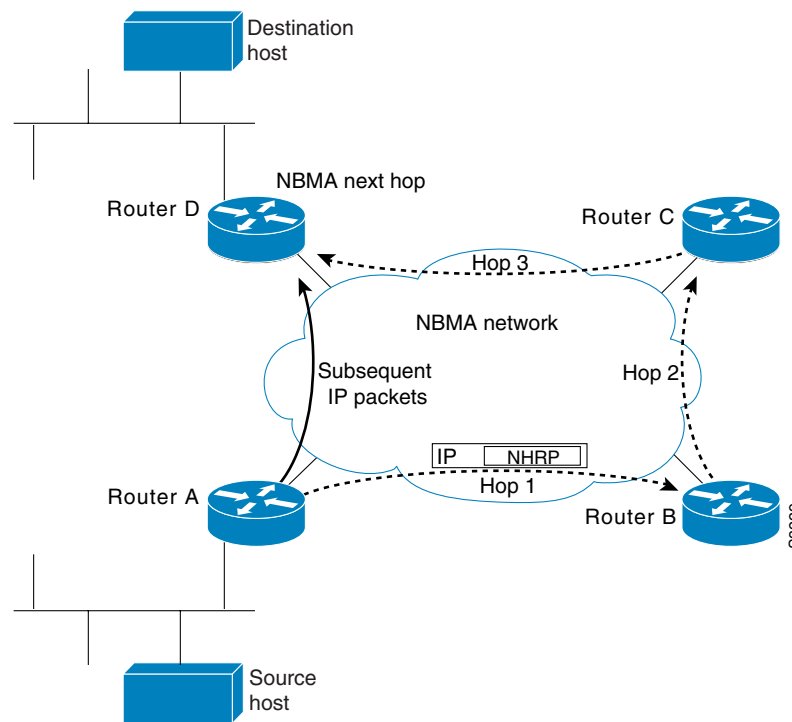 Destination
host
NBMA next hop
Router D
Router C
Hop 3
NBMA network
Subsequent
IP packets
Hop 2
IP
NHRP
Hop 1
Router A
Router B
Source
host